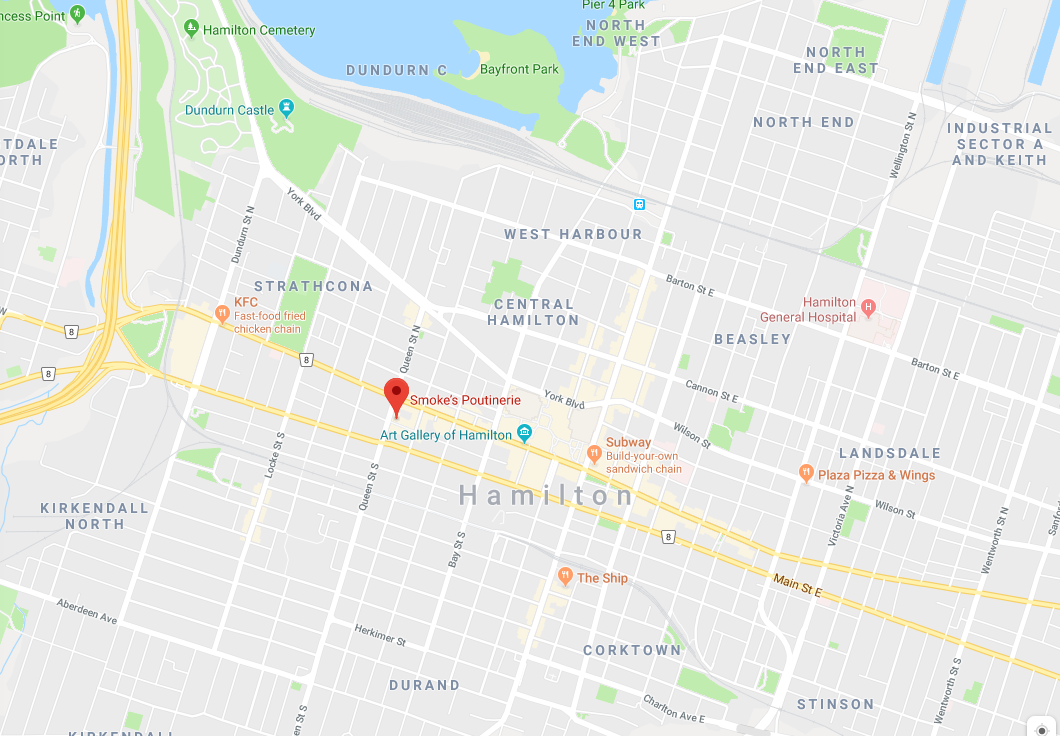 ncess Point
Pier 4 Park
Hamilton Cemetery
NORTH
END WEST
NORTH
END EAST
DUNDURN C
Bayfront Park
Dundurn Castle
NORTH END
INDUSTRIAL
SECTOR A
AND KEITH
TDALE
ORTH
Wellington St N
York Blvd
Dundurn St N
WEST HARBOUR
STRATHCONA
Barton St E
KFC
Fast-food fried
chicken chain
CENTRAL
HAMILTON
Hamilton
General Hospital
H
W
8
8
8
Queen St N
BEASLEY
Barton St E
Cannon St E
Smoke's Poutinerie
York Blvd
Art Gallery of Hamilton
Wilson St
Subway
Build-your-own
sandwich chain
LANDSDALE
Plaza Pizza & Wings
Locke St S
Queen St S
Hamilton
KIRKENDALL
NORTH
Victoria Ave N
Wilson St
Wentworth St N
Sanfo
8
Bay St S
The Ship
Main St E
Aberdeen Ave
Herkimer St
CORKTOWN
DURAND
Charlton Ave E
STINSON
Wentworth St S
en St S
KIRKENDALL